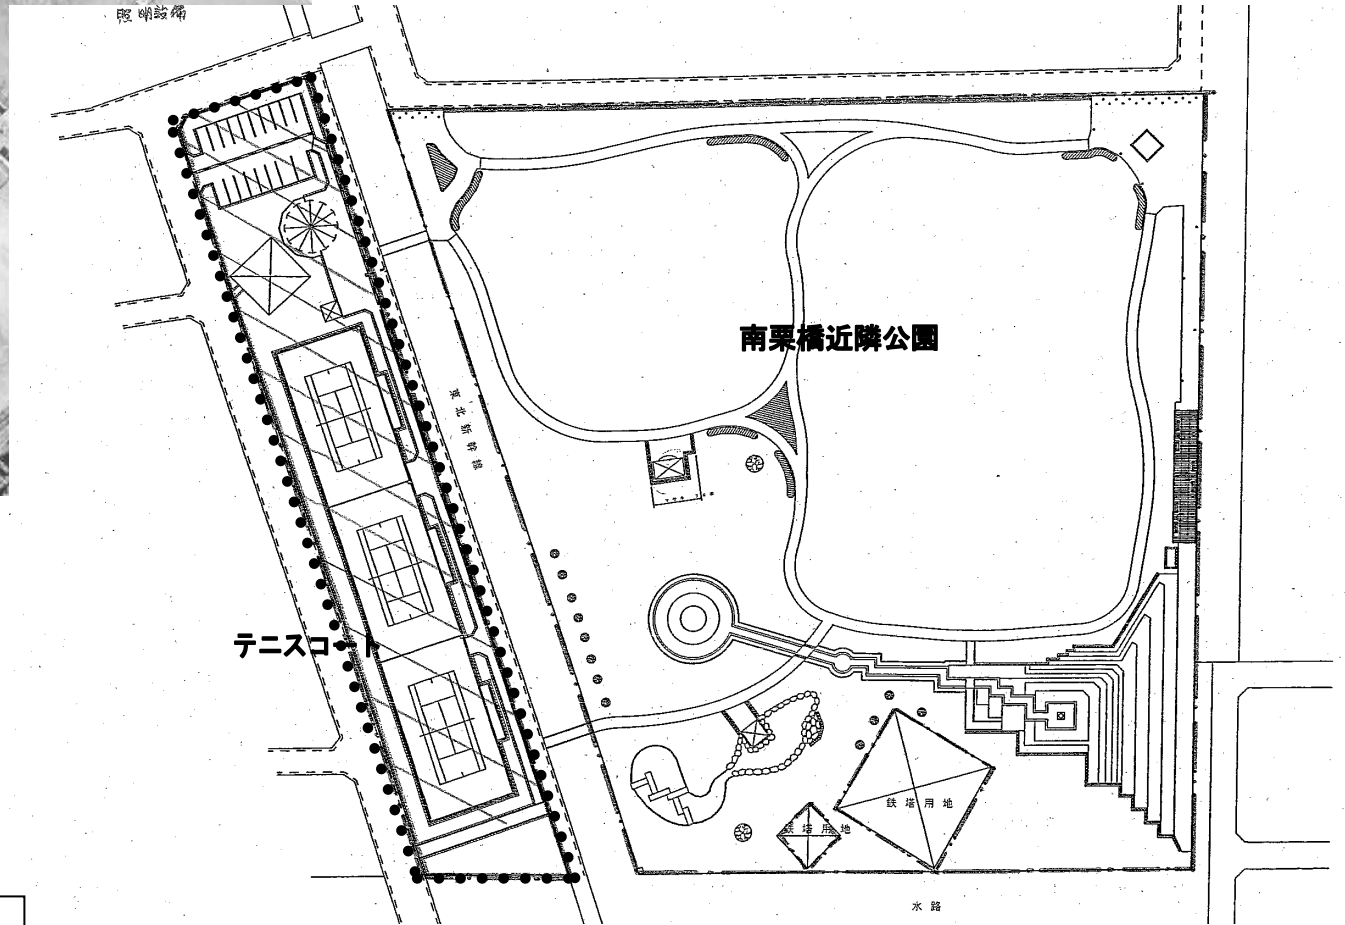 照明設備
南栗橋近隣公園
東北新幹線
テニスコート
鉄塔用地
鉄塔用地
水路